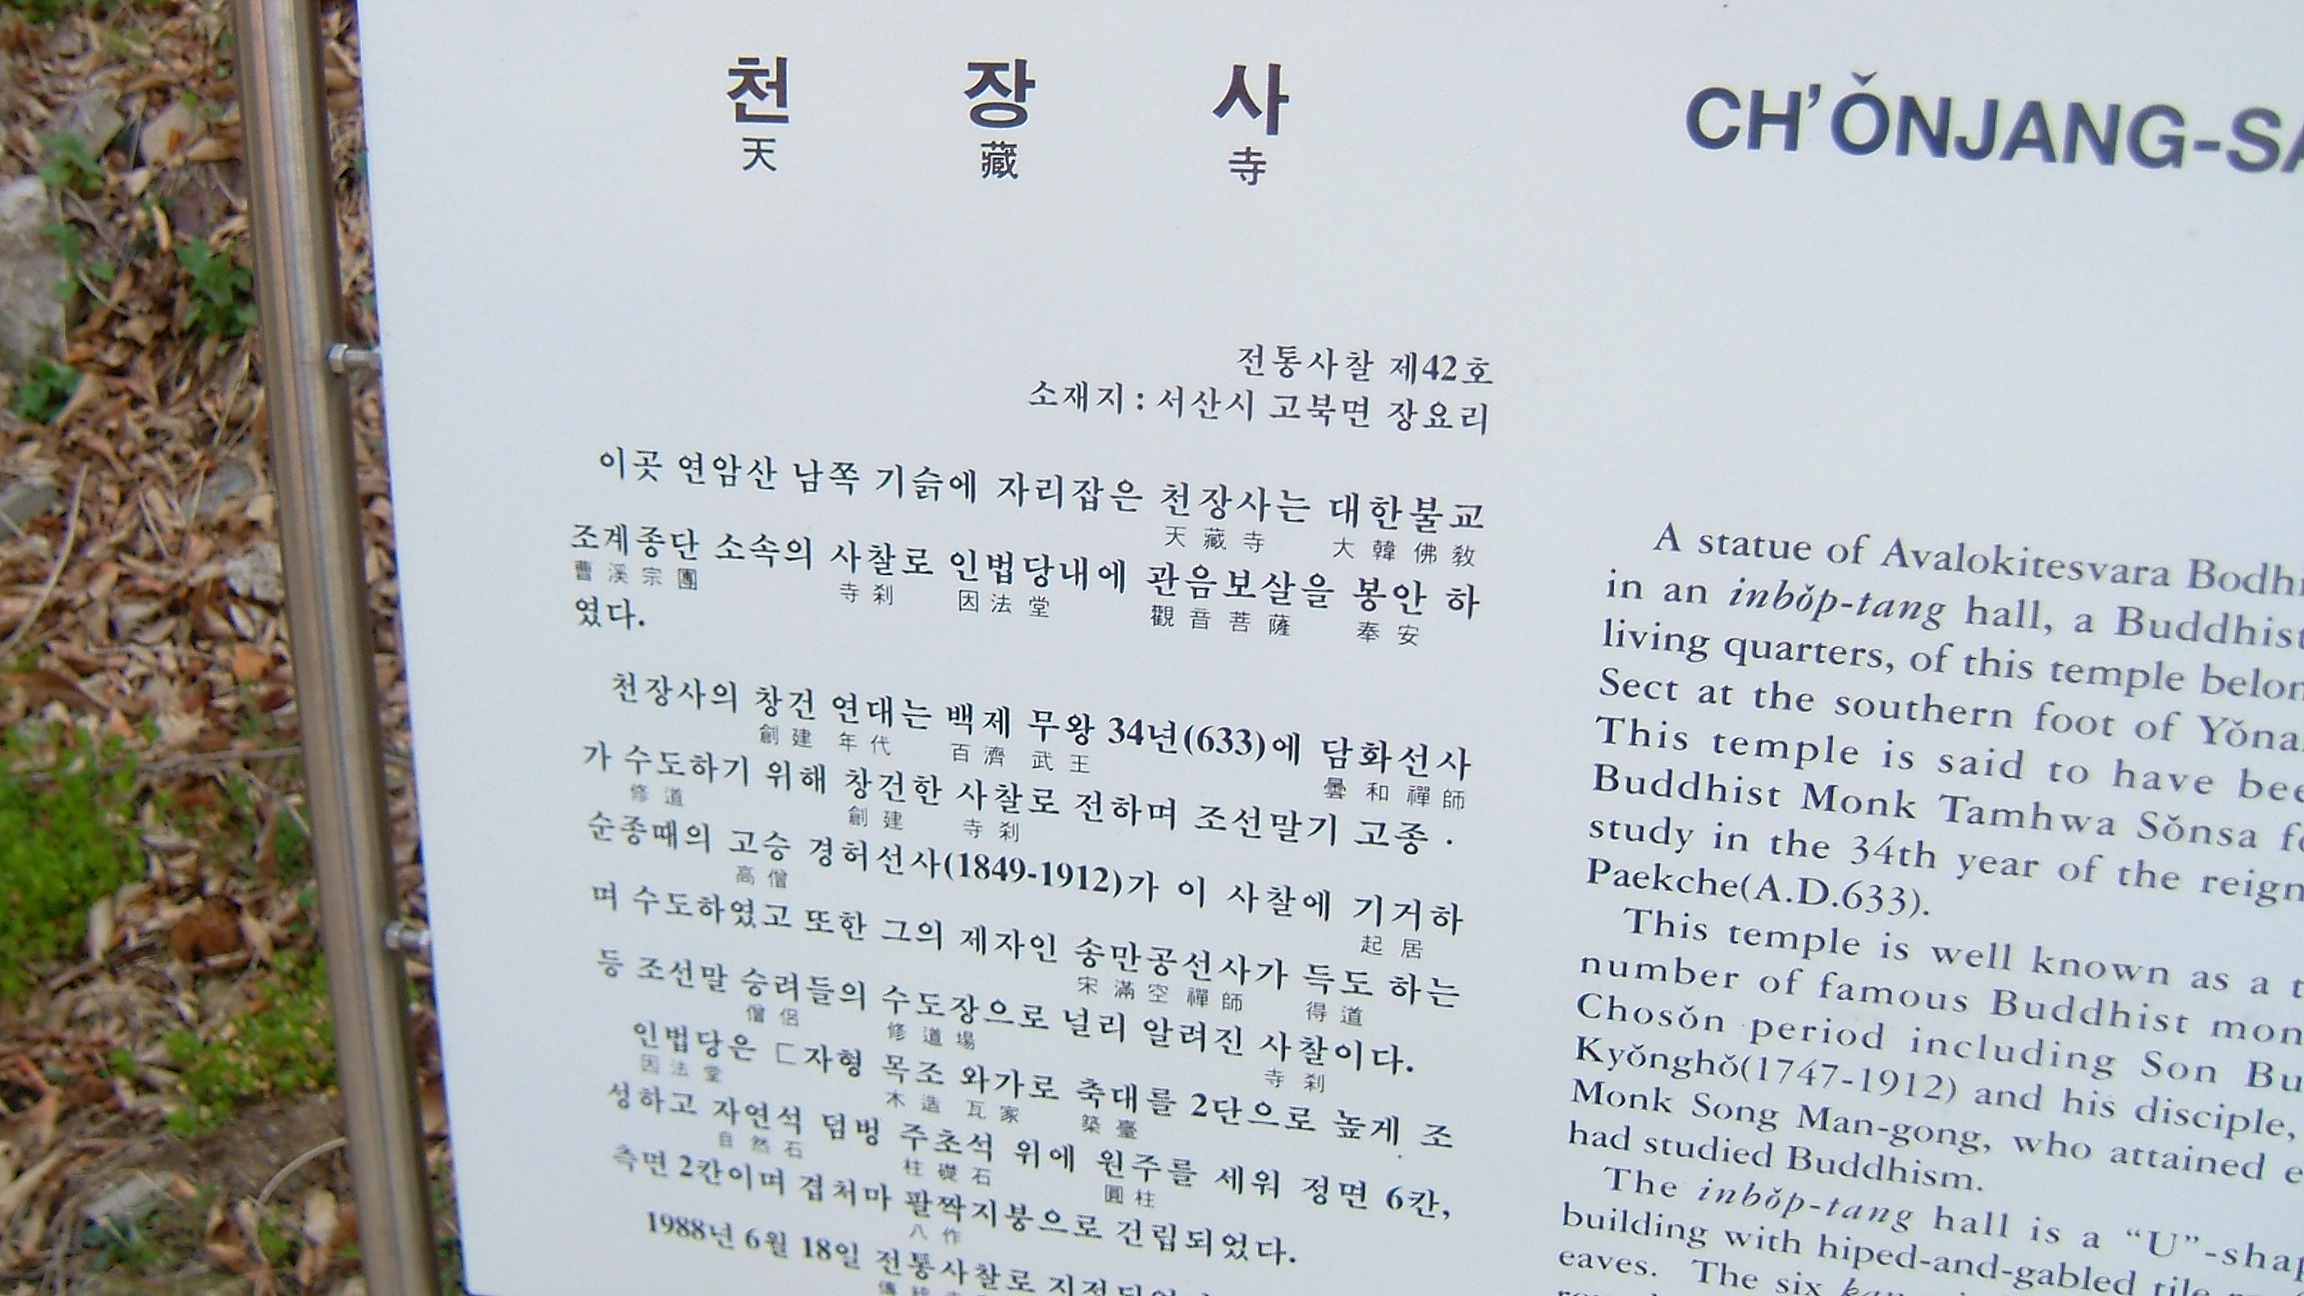 천 장 사
天 藏 寺
전통사찰 제42호
소재지 : 서산시 고북면 장요리
이곳 연암산 남쪽 기슭에 자리잡은 천장사는 대한불교
天 藏 寺 大 韓 佛 敎
조계종단 소속의 사찰로 인법당내에 관음보살을 봉안 하
曹 溪 宗 團 寺 刹 因 法 堂 觀 音 菩 薩 奉 安
였다.
천장사의 창건 연대는 백제 무왕 34년(633)에 담화선사
創 建 年 代 百 濟 武 王 曇 和 禪 師
가 수도하기 위해 창건한 사찰로 전하며 조선말기 고종 ·
修 道 創 建 寺 刹
순종때의 고승 경허선사(1849-1912)가 이 사찰에 기거하
高 僧 起 居
며 수도하였고 또한 그의 제자인 송만공선사가 득도 하는
宋 滿 空 禪 師 得 道
등 조선말 승려들의 수도장으로 널리 알려진 사찰이다.
僧 侶 修 道 場 寺 刹
인법당은 ㄷ자형 목조 와가로 축대를 2단으로 높게 조
因 法 堂 木 造 瓦 家 築 臺
성하고 자연석 덤벙 주초석 위에 원주를 세워 정면 6칸,
自 然 石 柱 礎 石 圓 柱
측면 2칸이며 겹처마 팔짝지붕으로 건립되었다.
八 作
1988년 6월 18일 전통사찰로 지정되었
CH'ŎNJANG-SA
A statue of Avalokitesvara Bodhi
in an inbŏp-tang hall, a Buddhist
living quarters, of this temple belon
Sect at the southern foot of Yŏna
This temple is said to have bee
Buddhist Monk Tamhwa Sŏnsa fo
study in the 34th year of the reign
Paekche(A.D.633).
This temple is well known as a t
number of famous Buddhist mon
Chosŏn period including Son Bu
Kyŏnghŏ(1747-1912) and his disciple,
Monk Song Man-gong, who attained e
had studied Buddhism.
The inbŏp-tang hall is a “U”-shap
building with hiped-and-gabled tile
eaves. The six kan